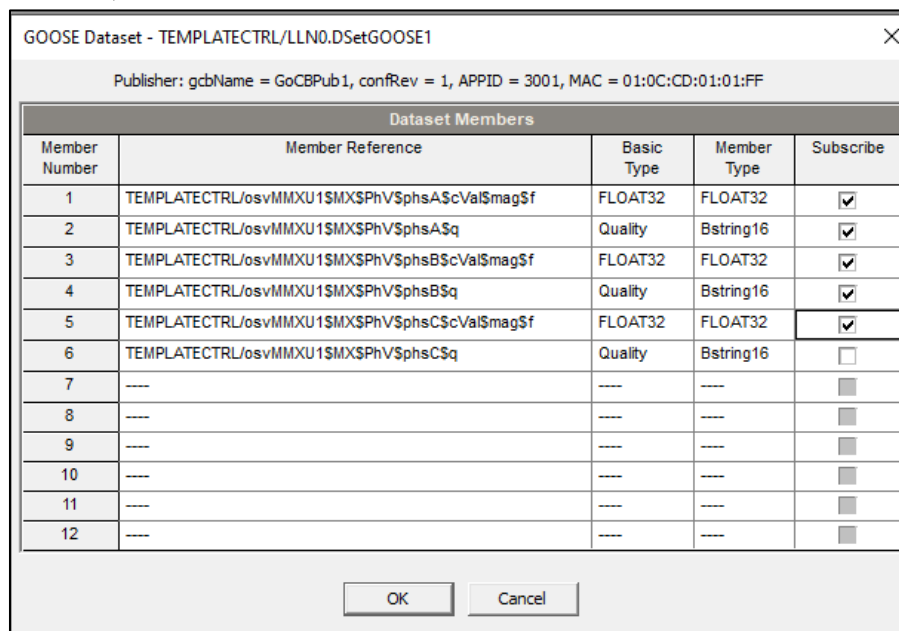 GOOSE Dataset - TEMPLATECTRL/LLN0.DSetGOOSE1
Publisher: gcbName = GoCBPub1, confRev = 1, APPID = 3001, MAC = 01:0C:CD:01:01:FF
Dataset Members
Member Number Member Reference Basic Type Member Type Subscribe
1 TEMPLATECTRL/osvMMXU1$MX$PhV$phsA$cVal$mag$f FLOAT32 FLOAT32
2 TEMPLATECTRL/osvMMXU1$MX$PhV$phsA$q Quality Bstring16
3 TEMPLATECTRL/osvMMXU1$MX$PhV$phsB$cVal$mag$f FLOAT32 FLOAT32
4 TEMPLATECTRL/osvMMXU1$MX$PhV$phsB$q Quality Bstring16
5 TEMPLATECTRL/osvMMXU1$MX$PhV$phsC$cVal$mag$f FLOAT32 FLOAT32
6 TEMPLATECTRL/osvMMXU1$MX$PhV$phsC$q Quality Bstring16
7 ---- ---- ----
8 ---- ---- ----
9 ---- ---- ----
10 ---- ---- ----
11 ---- ---- ----
12 ---- ---- ----
OK Cancel